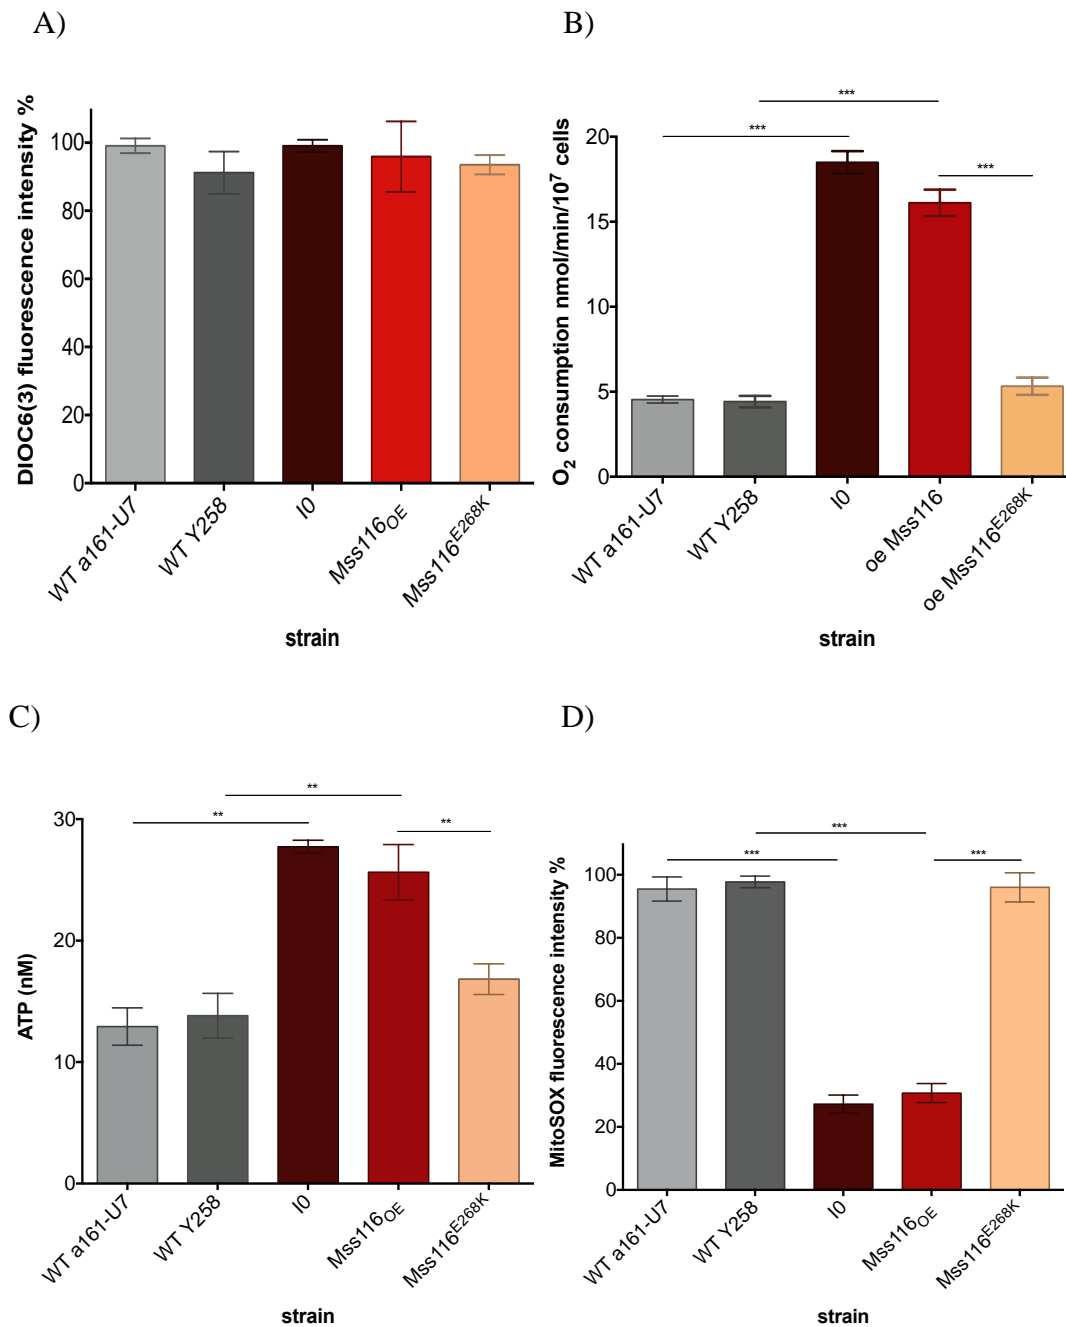 A)
DIOC6(3) fluorescence intensity %
100
80
60
40
20
0
WT a161-U7
WT Y258
I0
Mss116OE
Mss116E268K
strain
B)
O2 consumption nmol/min/10^7 cells
***
***
***
20
15
10
5
0
WT a161-U7
WT Y258
I0
oe Mss116
oe Mss116E268K
strain
C)
ATP (nM)
**
**
**
30
20
10
0
WT a161-U7
WT Y258
I0
Mss116OE
Mss116E268K
strain
D)
MitoSOX fluorescence intensity %
***
***
***
100
80
60
40
20
0
WT a161-U7
WT Y258
I0
Mss116OE
Mss116E268K
strain